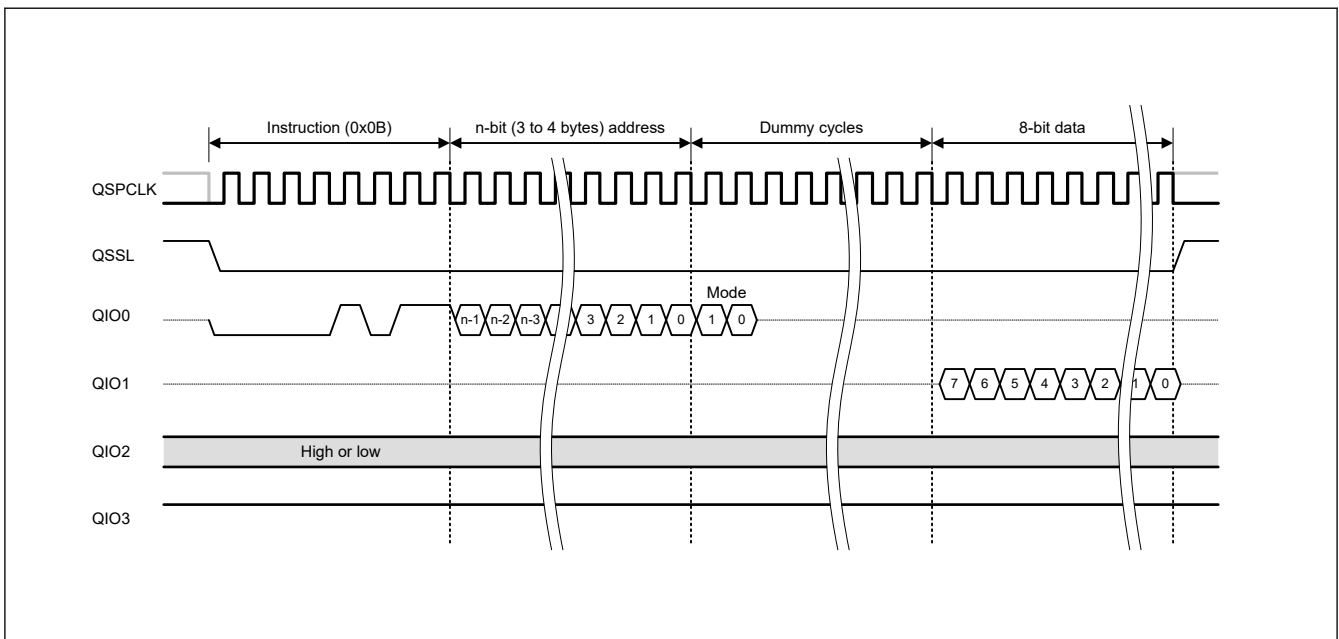 Instruction (0x0B) n-bit (3 to 4 bytes) address Dummy cycles 8-bit data
QSPCLK
QSSL
Mode
QIO0 n-1 n-2 n-3 3 2 1 0 1 0
QIO1 7 6 5 4 3 2 1 0
QIO2 High or low
QIO3